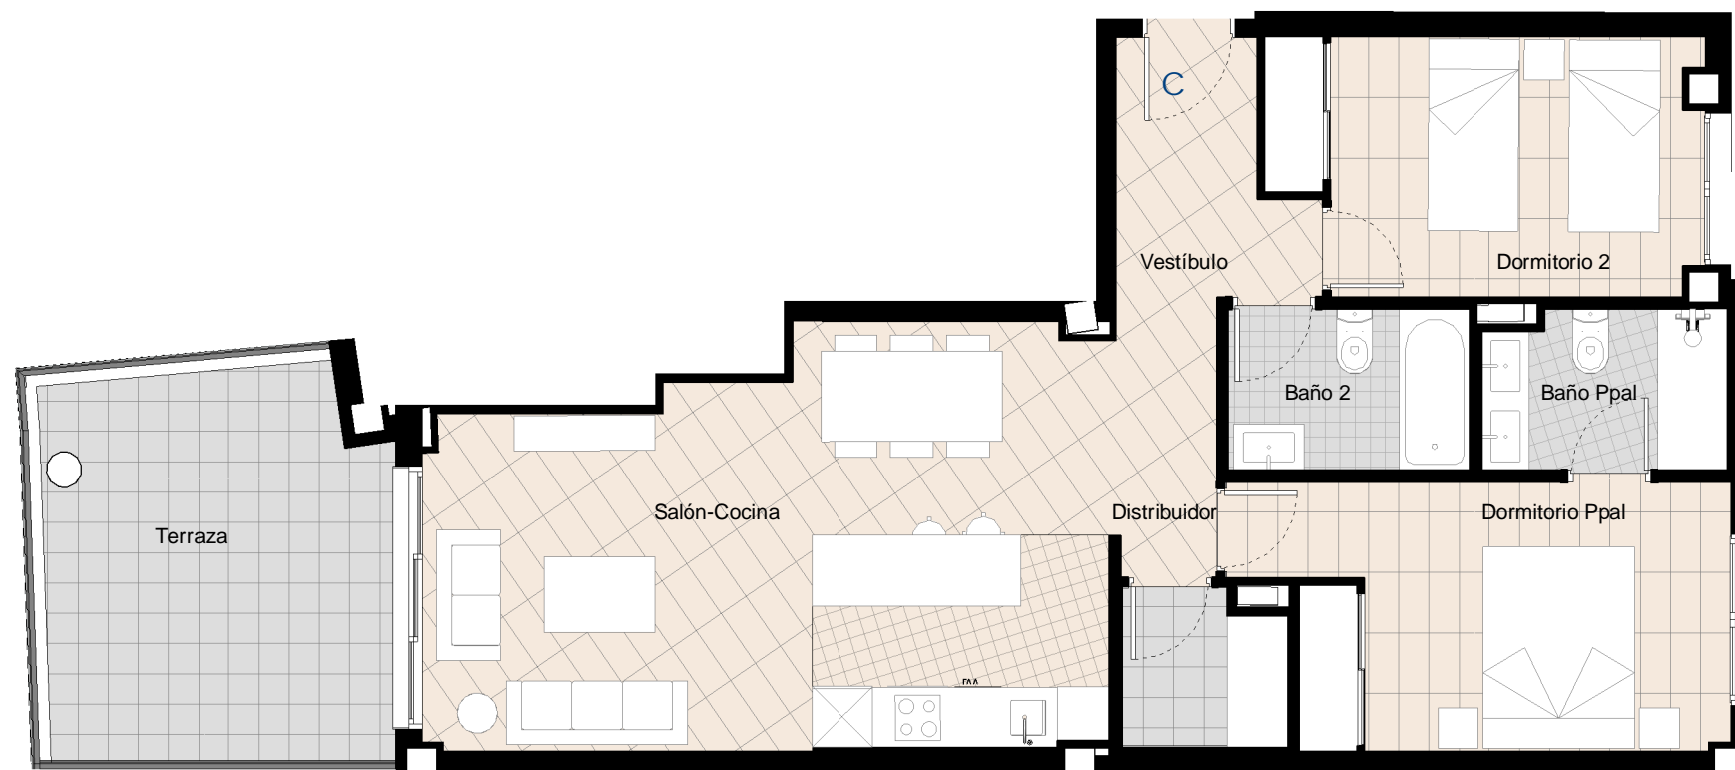 C
Vestíbulo
Dormitorio 2
Baño 2
Baño Ppal
Salón-Cocina
Distribuidor
Dormitorio Ppal
Terraza